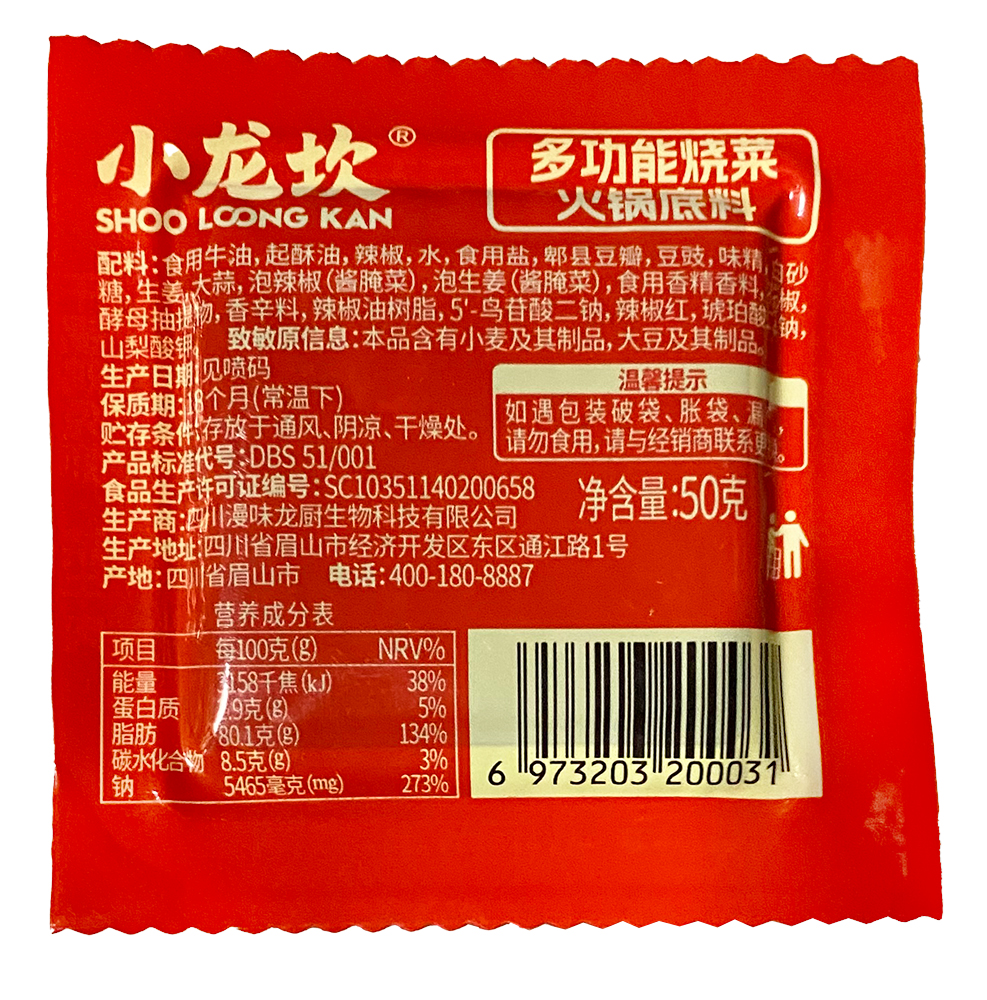 小龙坎®
SHOO LOONG KAN
多功能烧菜
火锅底料
配料：食用牛油，起酥油，辣椒，水，食用盐，郫县豆瓣，豆豉，味精，白砂
糖，生姜，大蒜，泡辣椒（酱腌菜），泡生姜（酱腌菜），食用香精香料，花椒，
酵母抽提物，香辛料，辣椒油树脂，5'-鸟苷酸二钠，辣椒红，琥珀酸二钠，
山梨酸钾。 致敏原信息：本品含有小麦及其制品，大豆及其制品。
生产日期：见喷码
保质期：18个月(常温下)
贮存条件：存放于通风、阴凉、干燥处。
产品标准代号：DBS 51/001
食品生产许可证编号：SC10351140200658
生产商：四川漫味龙厨生物科技有限公司
生产地址：四川省眉山市经济开发区东区通江路1号
产地：四川省眉山市 电话：400-180-8887
温馨提示
如遇包装破袋、胀袋、漏
请勿食用，请与经销商联系更
净含量：50克
营养成分表
项目 每100克(g) NRV%
能量 3158千焦(kJ) 38%
蛋白质 .9克(g) 5%
脂肪 80.1克(g) 134%
碳水化合物 8.5克(g) 3%
钠 5465毫克(mg) 273%
6 973203 200031